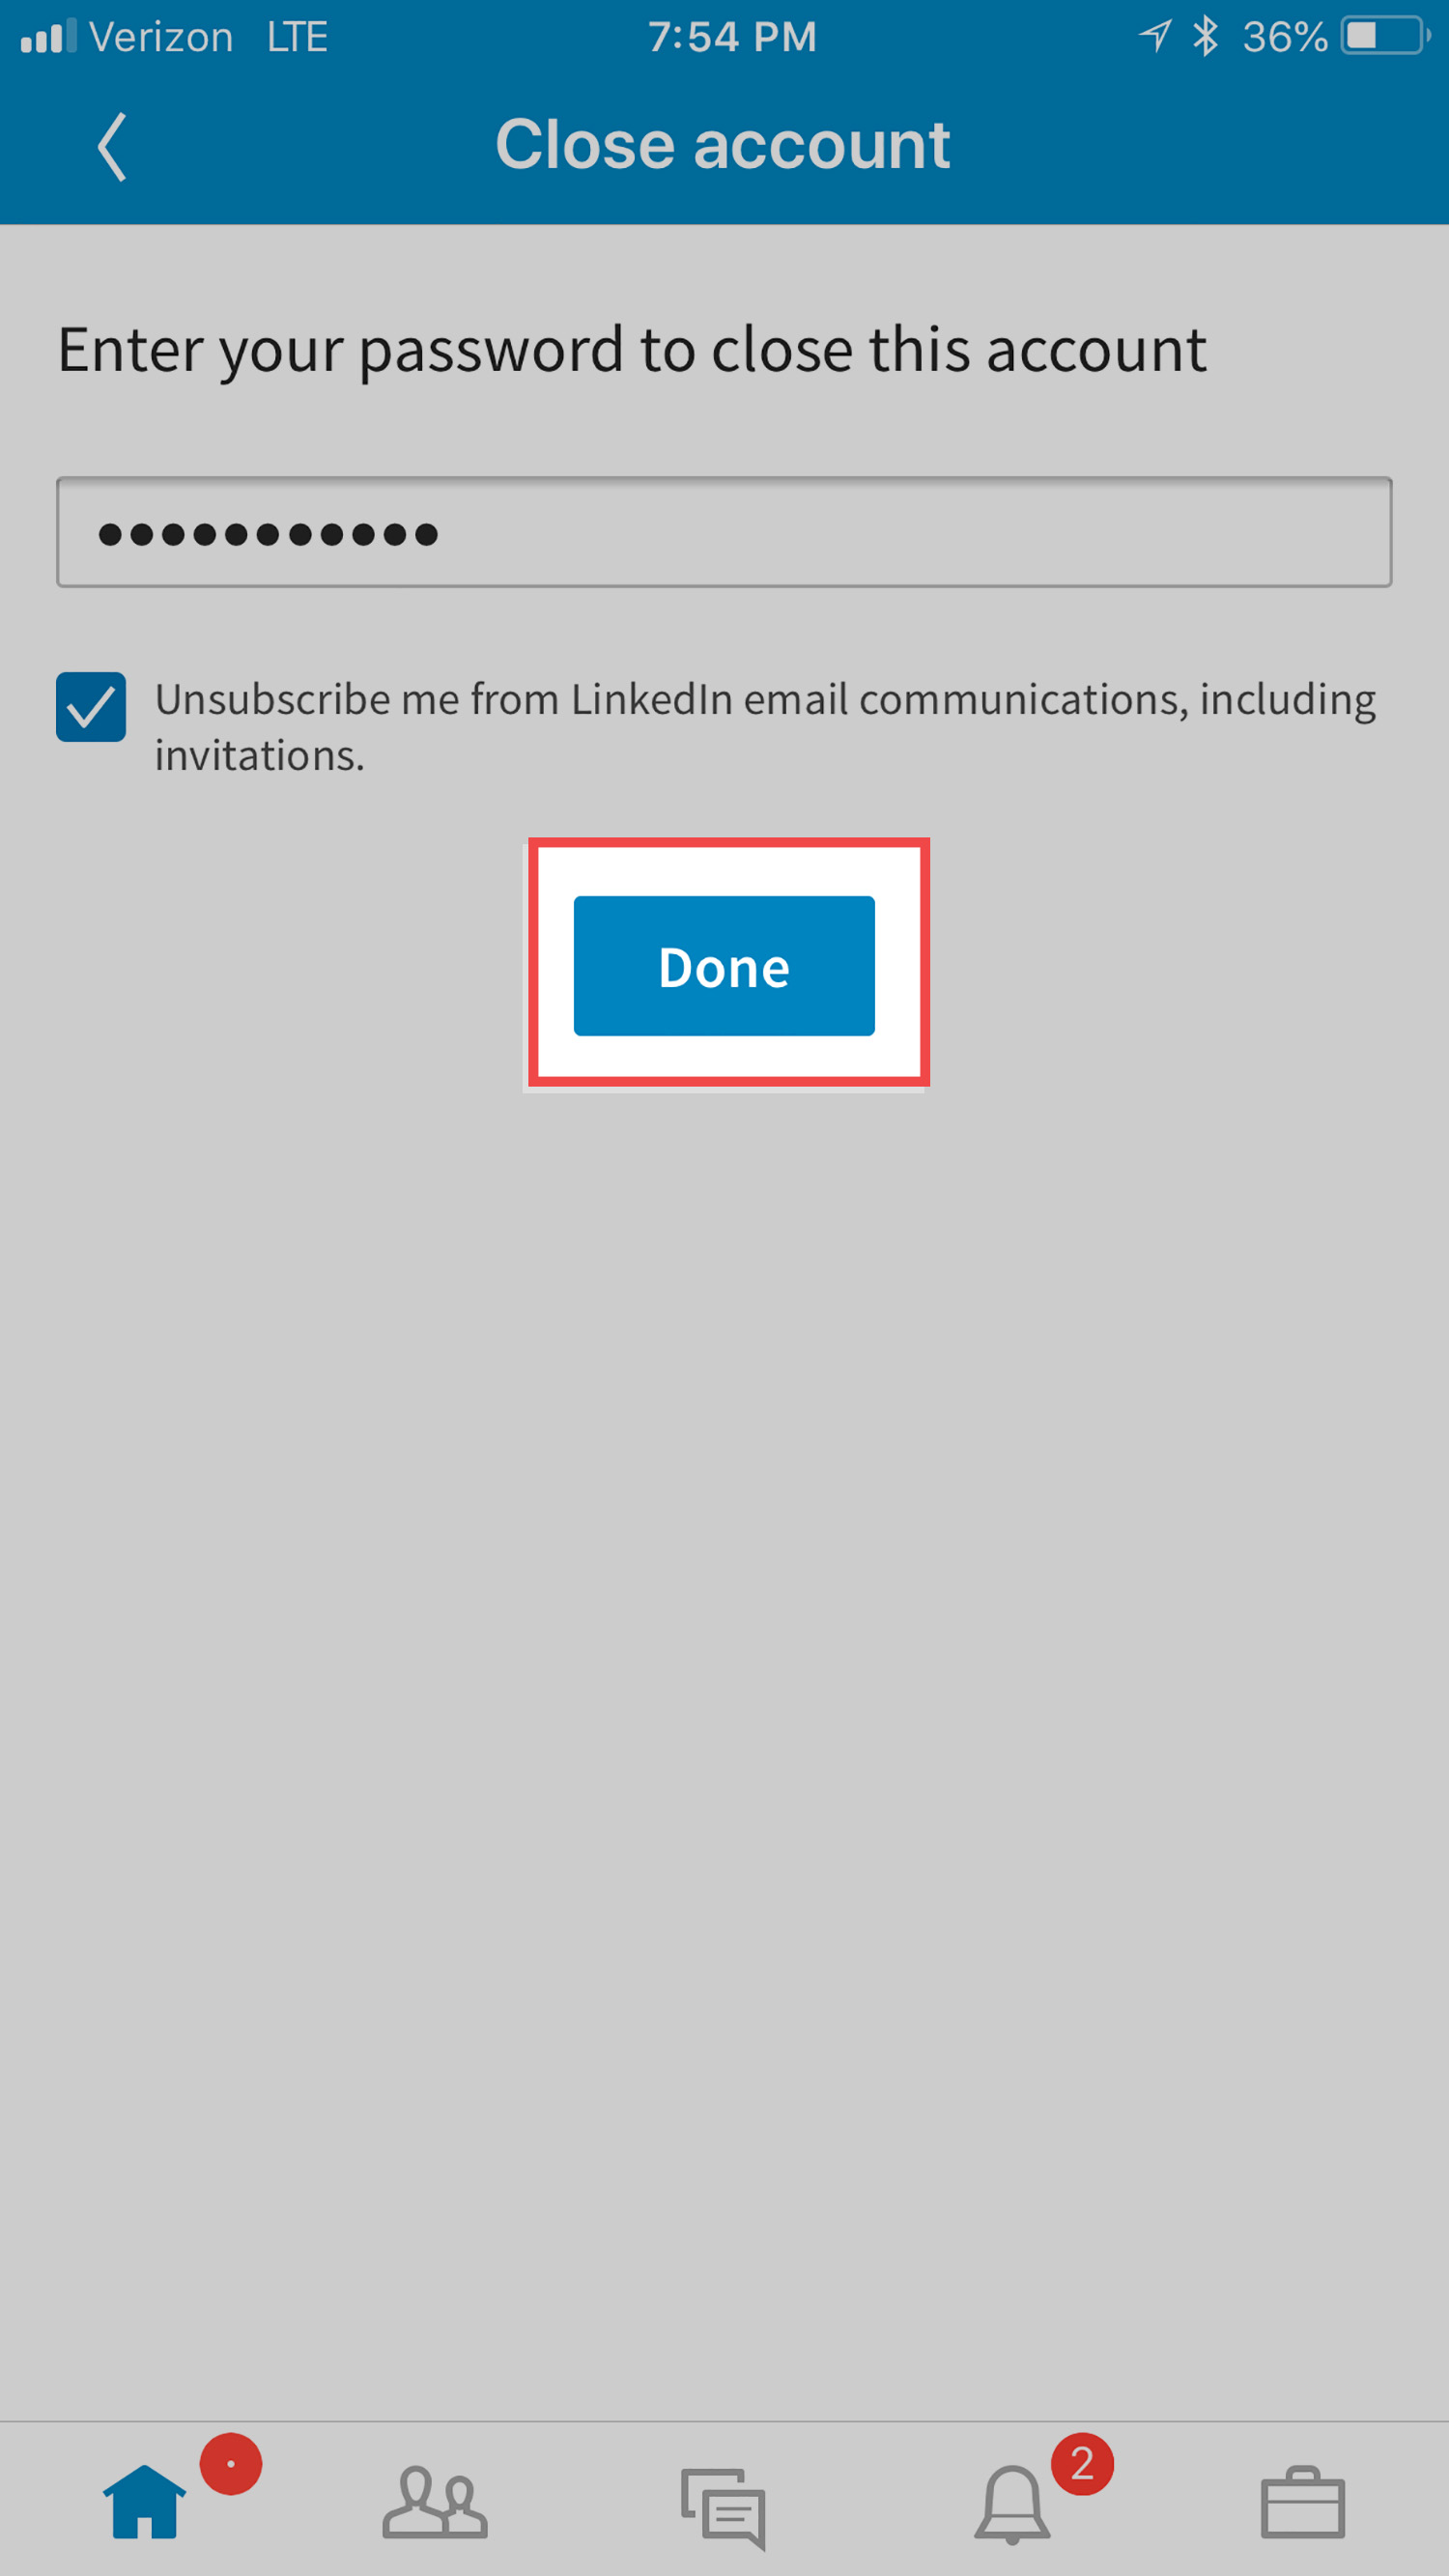 Verizon LTE 7:54 PM 36%
Close account
Enter your password to close this account
•••••••••••
Unsubscribe me from LinkedIn email communications, including
invitations.
Done
2